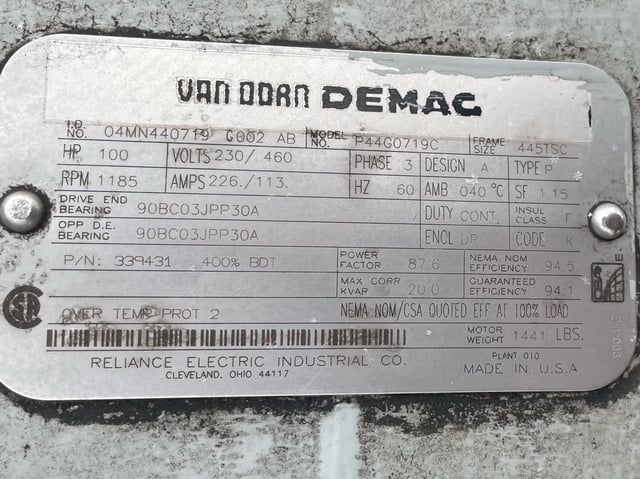 VAN DORN DEMAG
I.D. NO. 04MN440719 G002 AB MODEL NO. P44G0719C FRAME SIZE 445TSC
HP 100 VOLTS 230/ 460 PHASE 3 DESIGN A TYPE P
RPM 1185 AMPS 226./113. HZ 60 AMB 040 °C SF 1.15
DRIVE END BEARING 90BC03JPP30A DUTY CONT. INSUL CLASS F
OPP D.E. BEARING 90BC03JPP30A ENCL DP CODE K
P/N: 339431 400% BDT. POWER FACTOR 87.6 NEMA NOM EFFICIENCY 94.5
MAX CORR KVAR 20.0 GUARANTEED EFFICIENCY 94.1
OVER TEMP PROT 2 NEMA NOM/CSA QUOTED EFF AT 100% LOAD
MOTOR WEIGHT 1441 LBS.
RELIANCE ELECTRIC INDUSTRIAL CO. PLANT 010
CLEVELAND, OHIO 44117 MADE IN U.S.A